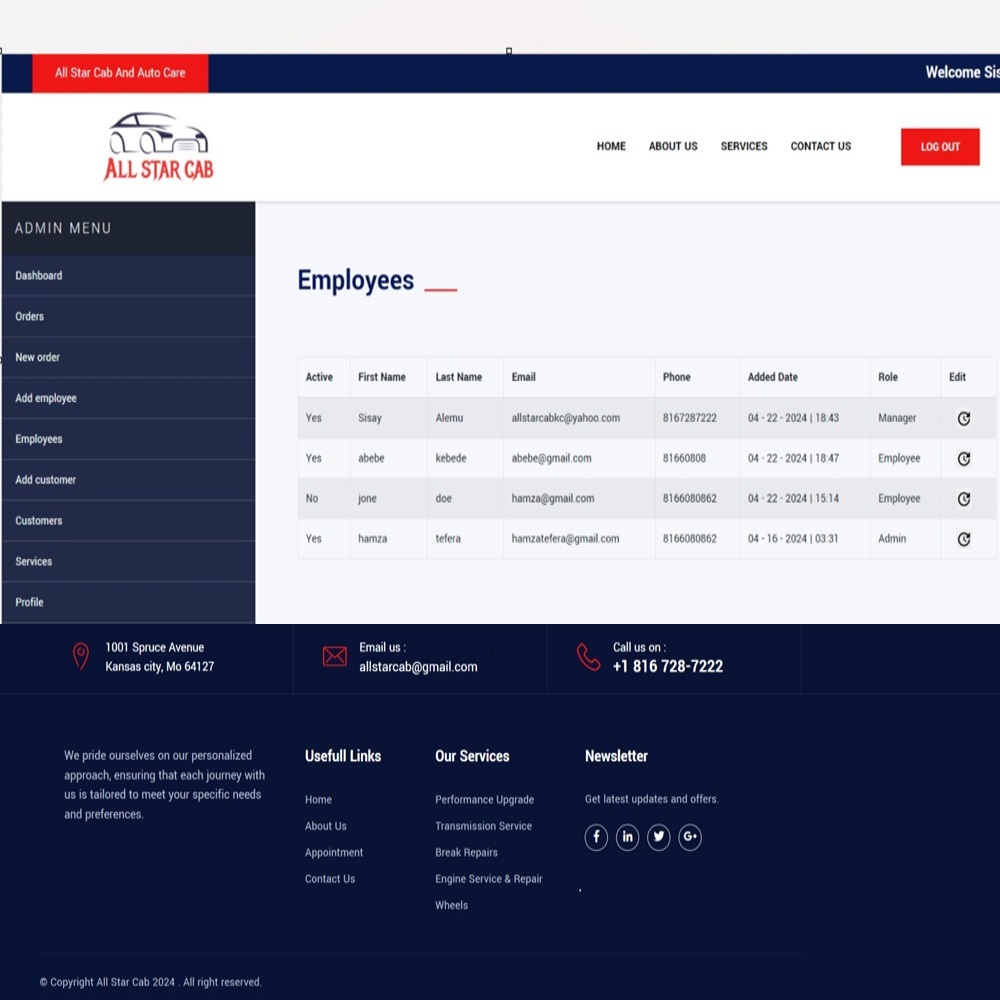 All Star Cab And Auto Care
Welcome Sis
ALL STAR CAB
HOME ABOUT US SERVICES CONTACT US LOG OUT
ADMIN MENU
Dashboard
Orders
New order
Add employee
Employees
Add customer
Customers
Services
Profile
Employees
Active First Name Last Name Email Phone Added Date Role Edit
Yes Sisay Alemu allstarcabkc@yahoo.com 8167287222 04 - 22 - 2024 | 18:43 Manager
Yes abebe kebede abebe@gmail.com 81660808 04 - 22 - 2024 | 18:47 Employee
No jone doe hamza@gmail.com 8166080862 04 - 22 - 2024 | 15:14 Employee
Yes hamza tefera hamzatefera@gmail.com 8166080862 04 - 16 - 2024 | 03:31 Admin
1001 Spruce Avenue
Kansas city, Mo 64127
Email us :
allstarcab@gmail.com
Call us on :
+1 816 728-7222
We pride ourselves on our personalized
approach, ensuring that each journey with
us is tailored to meet your specific needs
and preferences.
Usefull Links
Home
About Us
Appointment
Contact Us
Our Services
Performance Upgrade
Transmission Service
Break Repairs
Engine Service & Repair
Wheels
Newsletter
Get latest updates and offers.
© Copyright All Star Cab 2024 . All right reserved.